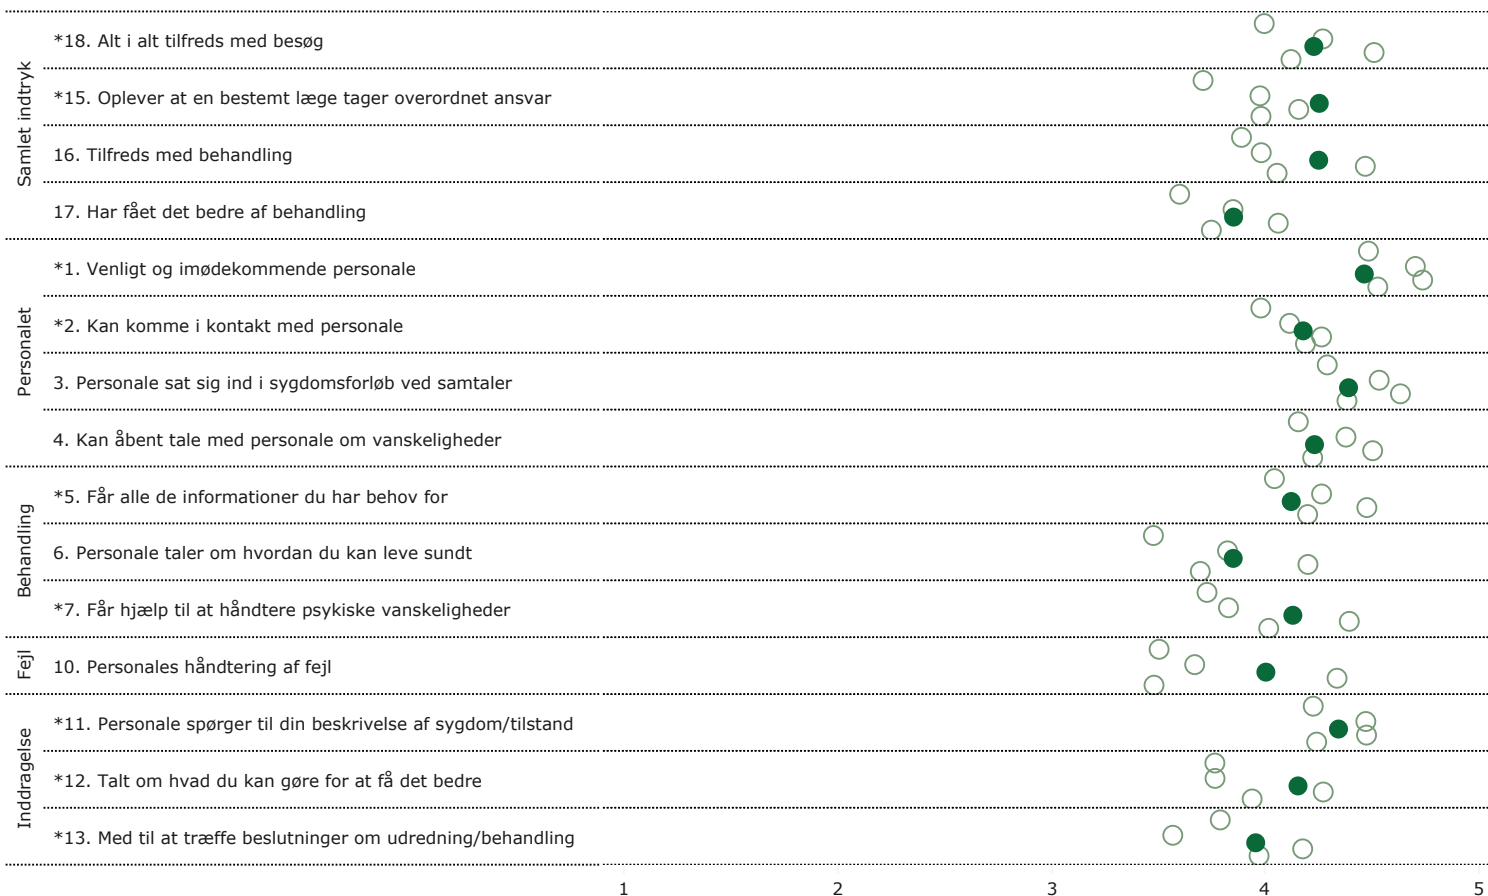 Samlet indtryk
*18. Alt i alt tilfreds med besøg
*15. Oplever at en bestemt læge tager overordnet ansvar
16. Tilfreds med behandling
17. Har fået det bedre af behandling
Personalet
*1. Venligt og imødekommende personale
*2. Kan komme i kontakt med personale
3. Personale sat sig ind i sygdomsforløb ved samtaler
4. Kan åbent tale med personale om vanskeligheder
Behandling
*5. Får alle de informationer du har behov for
6. Personale taler om hvordan du kan leve sundt
*7. Får hjælp til at håndtere psykiske vanskeligheder
Fejl
10. Personales håndtering af fejl
Inddragelse
*11. Personale spørger til din beskrivelse af sygdom/tilstand
*12. Talt om hvad du kan gøre for at få det bedre
*13. Med til at træffe beslutninger om udredning/behandling
1 2 3 4 5